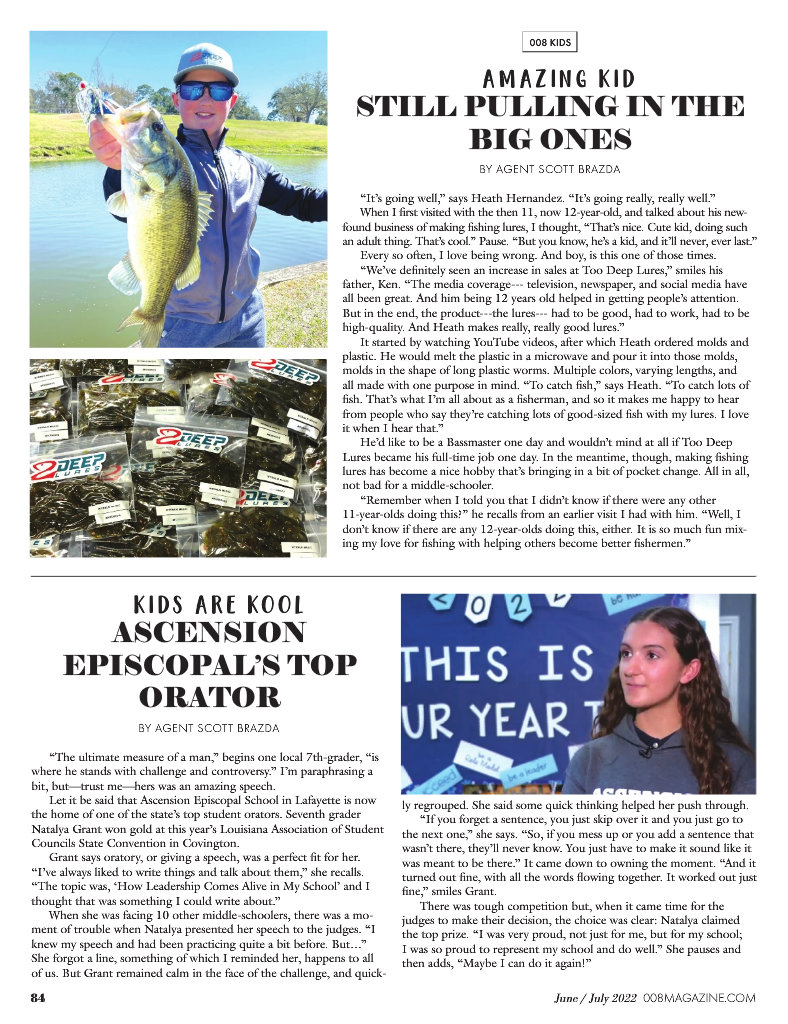 008 KIDS
AMAZING KID
STILL PULLING IN THE
BIG ONES
BY AGENT SCOTT BRAZDA
“It’s going well,” says Heath Hernandez. “It’s going really, really well.”
When I first visited with the then 11, now 12-year-old, and talked about his new-
found business of making fishing lures, I thought, “That’s nice. Cute kid, doing such
an adult thing. That’s cool.” Pause. “But you know, he’s a kid, and it’ll never, ever last.”
Every so often, I love being wrong. And boy, is this one of those times.
“We’ve definitely seen an increase in sales at Too Deep Lures,” smiles his
father, Ken. “The media coverage--- television, newspaper, and social media have
all been great. And him being 12 years old helped in getting people’s attention.
But in the end, the product---the lures--- had to be good, had to work, had to be
high-quality. And Heath makes really, really good lures.”
It started by watching YouTube videos, after which Heath ordered molds and
plastic. He would melt the plastic in a microwave and pour it into those molds,
molds in the shape of long plastic worms. Multiple colors, varying lengths, and
all made with one purpose in mind. “To catch fish,” says Heath. “To catch lots of
fish. That’s what I’m all about as a fisherman, and so it makes me happy to hear
from people who say they’re catching lots of good-sized fish with my lures. I love
it when I hear that.”
He’d like to be a Bassmaster one day and wouldn’t mind at all if Too Deep
Lures became his full-time job one day. In the meantime, though, making fishing
lures has become a nice hobby that’s bringing in a bit of pocket change. All in all,
not bad for a middle-schooler.
“Remember when I told you that I didn’t know if there were any other
11-year-olds doing this?” he recalls from an earlier visit I had with him. “Well, I
don’t know if there are any 12-year-olds doing this, either. It is so much fun mix-
ing my love for fishing with helping others become better fishermen.”
2DEEP
LURES
DEEP
LURES
2DEEP
LURES
2DEEP
LURES
DEEP
LURES
KIDS ARE KOOL
ASCENSION
EPISCOPAL’S TOP
ORATOR
BY AGENT SCOTT BRAZDA
“The ultimate measure of a man,” begins one local 7th-grader, “is
where he stands with challenge and controversy.” I’m paraphrasing a
bit, but—trust me—hers was an amazing speech.
Let it be said that Ascension Episcopal School in Lafayette is now
the home of one of the state’s top student orators. Seventh grader
Natalya Grant won gold at this year’s Louisiana Association of Student
Councils State Convention in Covington.
Grant says oratory, or giving a speech, was a perfect fit for her.
“I’ve always liked to write things and talk about them,” she recalls.
“The topic was, ‘How Leadership Comes Alive in My School’ and I
thought that was something I could write about.”
When she was facing 10 other middle-schoolers, there was a mo-
ment of trouble when Natalya presented her speech to the judges. “I
knew my speech and had been practicing quite a bit before. But…”
She forgot a line, something of which I reminded her, happens to all
of us. But Grant remained calm in the face of the challenge, and quick-
022
THIS IS
UR YEAR T
be a
Role Model
be a leader
succeed
ASCENSION
ly regrouped. She said some quick thinking helped her push through.
“If you forget a sentence, you just skip over it and you just go to
the next one,” she says. “So, if you mess up or you add a sentence that
wasn’t there, they’ll never know. You just have to make it sound like it
was meant to be there.” It came down to owning the moment. “And it
turned out fine, with all the words flowing together. It worked out just
fine,” smiles Grant.
There was tough competition but, when it came time for the
judges to make their decision, the choice was clear: Natalya claimed
the top prize. “I was very proud, not just for me, but for my school;
I was so proud to represent my school and do well.” She pauses and
then adds, “Maybe I can do it again!”
84
June / July 2022 008MAGAZINE.COM